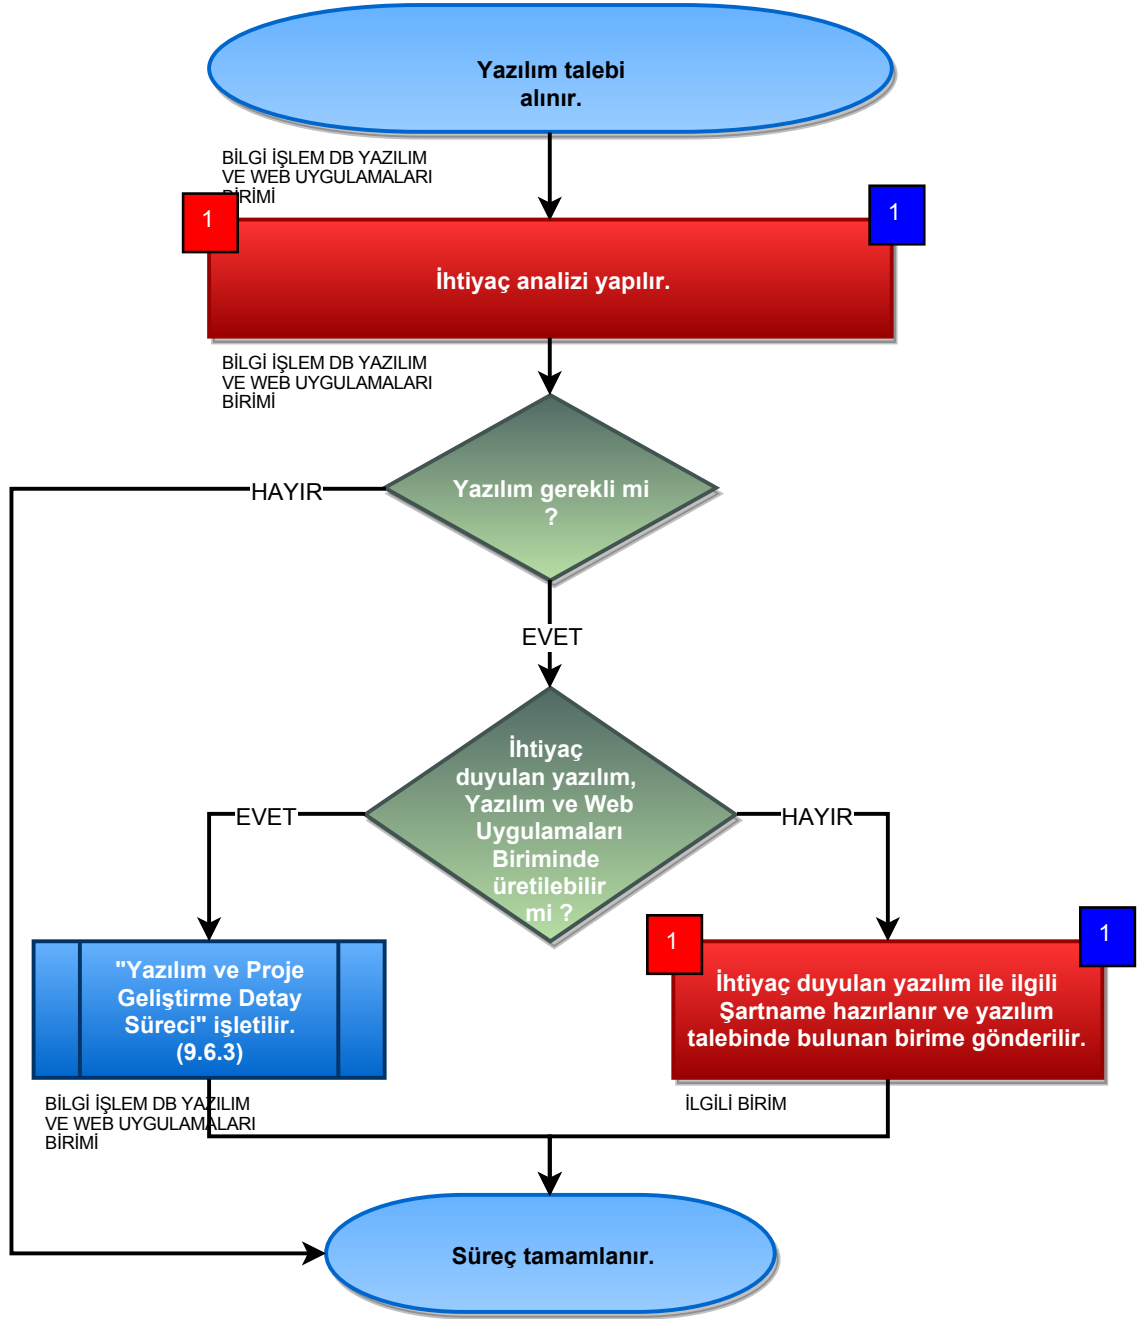 Yazılım talebi
alınır.
BİLGİ İŞLEM DB YAZILIM
VE WEB UYGULAMALARI
BİRİMİ
1
1
İhtiyaç analizi yapılır.
BİLGİ İŞLEM DB YAZILIM
VE WEB UYGULAMALARI
BİRİMİ
HAYIR
Yazılım gerekli mi
?
EVET
İhtiyaç
duyulan yazılım,
Yazılım ve Web
Uygulamaları
Biriminde
üretilebilir
mi ?
EVET
HAYIR
"Yazılım ve Proje
Geliştirme Detay
Süreci" işletilir.
(9.6.3)
BİLGİ İŞLEM DB YAZILIM
VE WEB UYGULAMALARI
BİRİMİ
1
1
İhtiyaç duyulan yazılım ile ilgili
Şartname hazırlanır ve yazılım
talebinde bulunan birime gönderilir.
İLGİLİ BİRİM
Süreç tamamlanır.